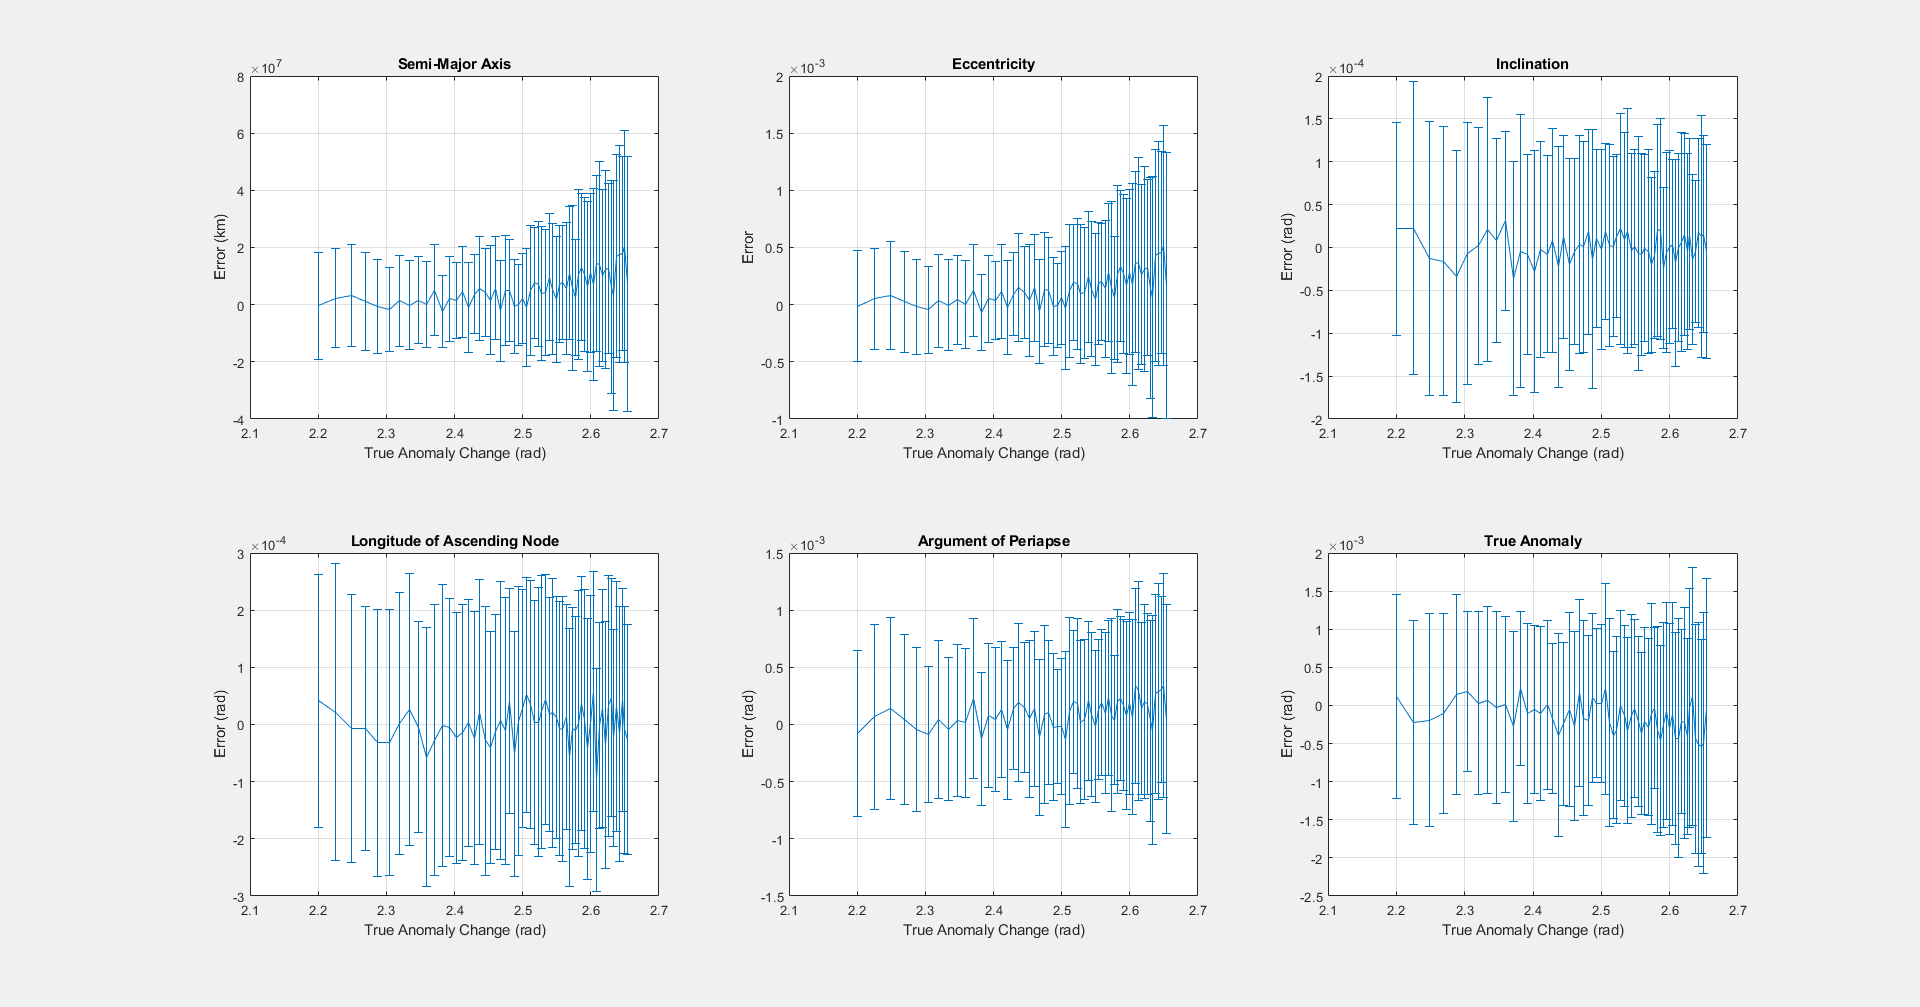 Semi-Major Axis
×10^7
8
6
4
2
0
-2
-4
Error (km)
2.1 2.2 2.3 2.4 2.5 2.6 2.7
True Anomaly Change (rad)
Eccentricity
×10^-3
2
1.5
1
0.5
0
-0.5
-1
Error
2.1 2.2 2.3 2.4 2.5 2.6 2.7
True Anomaly Change (rad)
Inclination
×10^-4
2
1.5
1
0.5
0
-0.5
-1
-1.5
-2
Error (rad)
2.1 2.2 2.3 2.4 2.5 2.6 2.7
True Anomaly Change (rad)
Longitude of Ascending Node
×10^-4
3
2
1
0
-1
-2
-3
Error (rad)
2.1 2.2 2.3 2.4 2.5 2.6 2.7
True Anomaly Change (rad)
Argument of Periapse
×10^-3
1.5
1
0.5
0
-0.5
-1
-1.5
Error (rad)
2.1 2.2 2.3 2.4 2.5 2.6 2.7
True Anomaly Change (rad)
True Anomaly
×10^-3
2
1.5
1
0.5
0
-0.5
-1
-1.5
-2
-2.5
Error (rad)
2.1 2.2 2.3 2.4 2.5 2.6 2.7
True Anomaly Change (rad)